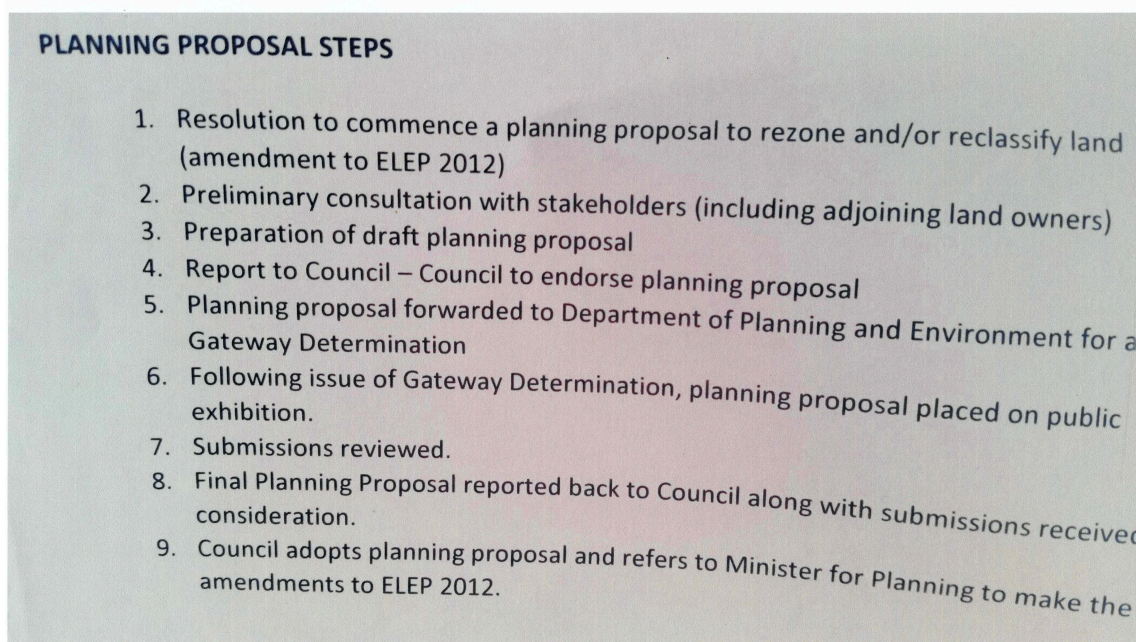 PLANNING PROPOSAL STEPS
1. Resolution to commence a planning proposal to rezone and/or reclassify land
(amendment to ELEP 2012)
2. Preliminary consultation with stakeholders (including adjoining land owners)
3. Preparation of draft planning proposal
4. Report to Council – Council to endorse planning proposal
5. Planning proposal forwarded to Department of Planning and Environment for a
Gateway Determination
6. Following issue of Gateway Determination, planning proposal placed on public
exhibition.
7. Submissions reviewed.
8. Final Planning Proposal reported back to Council along with submissions received
consideration.
9. Council adopts planning proposal and refers to Minister for Planning to make the
amendments to ELEP 2012.